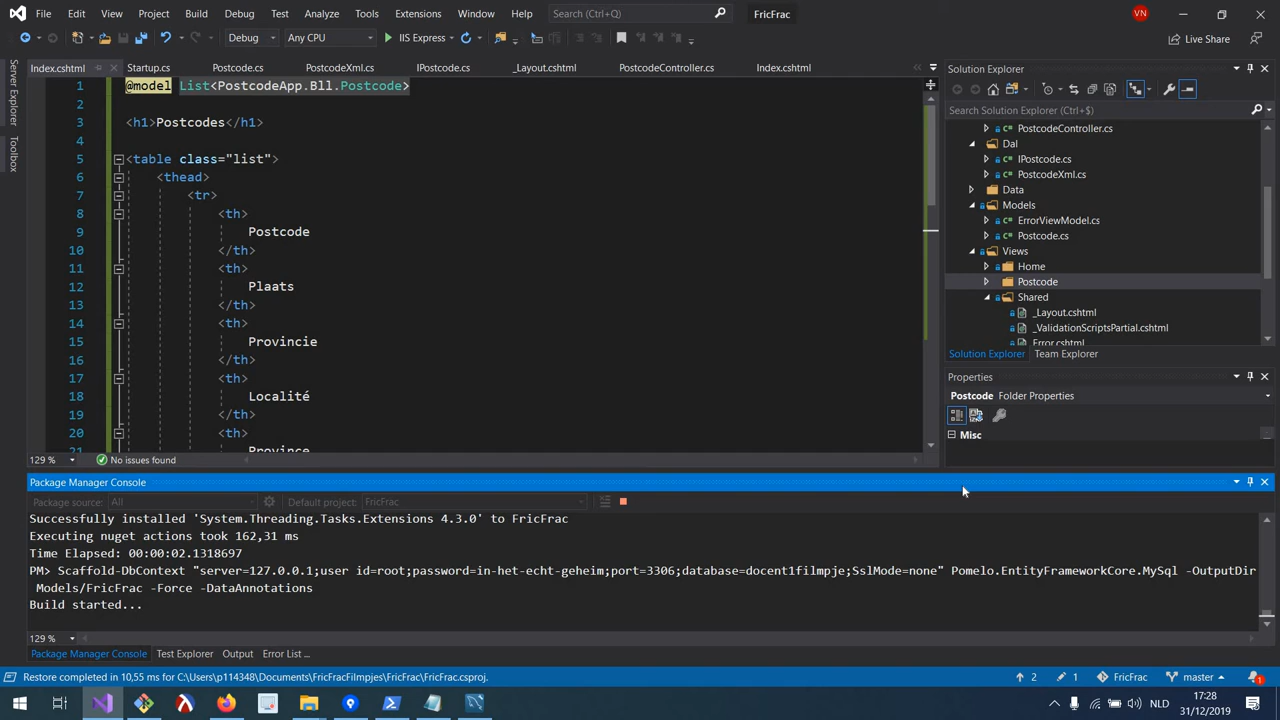 File Edit View Project Build Debug Test Analyze Tools Extensions Window Help Search (Ctrl+Q) FricFrac VN
Debug Any CPU IIS Express Live Share
Server Explorer
Toolbox
Index.cshtml Startup.cs Postcode.cs PostcodeXml.cs IPostcode.cs _Layout.cshtml PostcodeController.cs Index.cshtml
1 @model List<PostcodeApp.Bll.Postcode>
2
3 <h1>Postcodes</h1>
4
5 <table class="list">
6 <thead>
7 <tr>
8 <th>
9 Postcode
10 </th>
11 <th>
12 Plaats
13 </th>
14 <th>
15 Provincie
16 </th>
17 <th>
18 Localité
19 </th>
20 <th>
21 Province
129 % No issues found
Solution Explorer
Search Solution Explorer (Ctrl+$)
PostcodeController.cs
Dal
IPostcode.cs
PostcodeXml.cs
Data
Models
ErrorViewModel.cs
Postcode.cs
Views
Home
Postcode
Shared
_Layout.cshtml
_ValidationScriptsPartial.cshtml
Error.cshtml
Solution Explorer Team Explorer
Properties
Postcode Folder Properties
Misc
Package Manager Console
Package source: All Default project: FricFrac
Successfully installed 'System.Threading.Tasks.Extensions 4.3.0' to FricFrac
Executing nuget actions took 162,31 ms
Time Elapsed: 00:00:02.1318697
PM> Scaffold-DbContext "server=127.0.0.1;user id=root;password=in-het-echt-geheim;port=3306;database=docent1filmpje;SslMode=none" Pomelo.EntityFrameworkCore.MySql -OutputDir
Models/FricFrac -Force -DataAnnotations
Build started...
129 %
Package Manager Console Test Explorer Output Error List ...
Restore completed in 10,55 ms for C:\Users\p114348\Documents\FricFracFilmpjes\FricFrac\FricFrac.csproj. 2 1 FricFrac master 1
NLD 17:28
31/12/2019